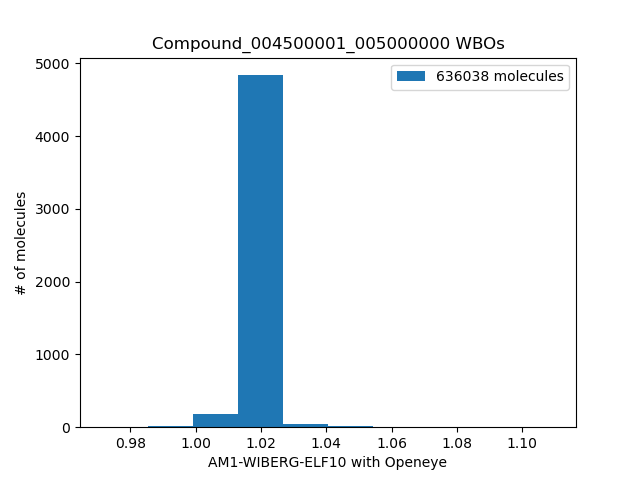 Compound_004500001_005000000 WBOs
636038 molecules
5000
4000
3000
2000
1000
0
# of molecules
0.98 1.00 1.02 1.04 1.06 1.08 1.10
AM1-WIBERG-ELF10 with Openeye